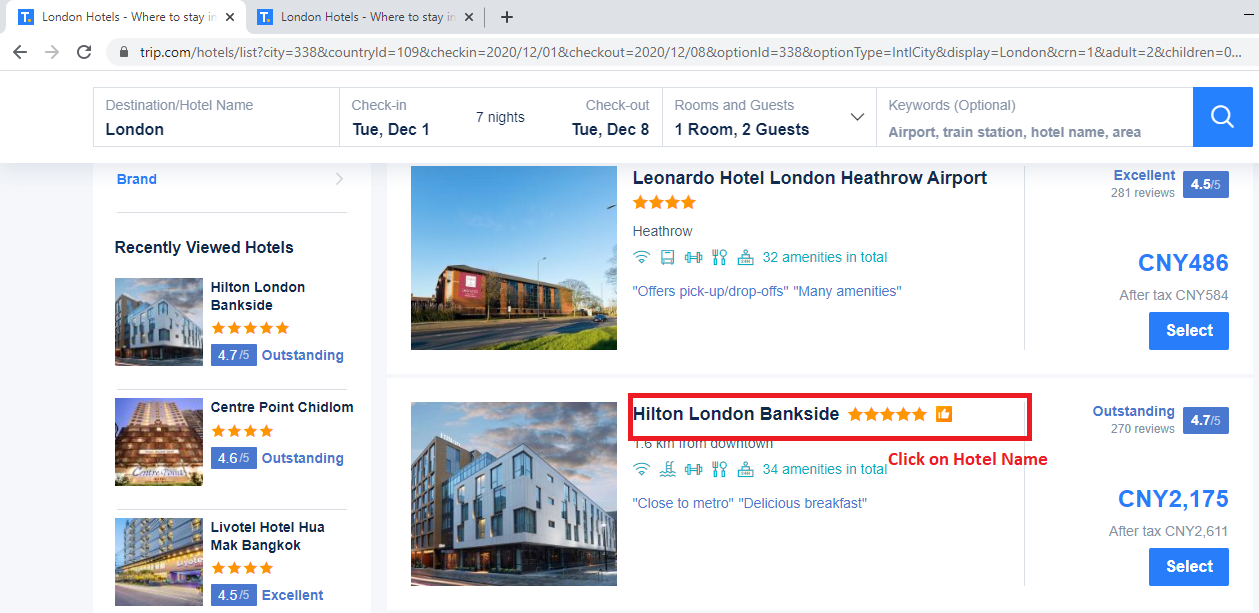 London Hotels - Where to stay in
London Hotels - Where to stay in
trip.com/hotels/list?city=338&countryId=109&checkin=2020/12/01&checkout=2020/12/08&optionId=338&optionType=IntlCity&display=London&crn=1&adult=2&children=0...
Destination/Hotel Name
London
Check-in
Tue, Dec 1
7 nights
Check-out
Tue, Dec 8
Rooms and Guests
1 Room, 2 Guests
Keywords (Optional)
Airport, train station, hotel name, area
Brand
Recently Viewed Hotels
Hilton London
Bankside
4.7/5 Outstanding
Centre Point Chidlom
Centre Point
4.6/5 Outstanding
Livotel Hotel Hua
Mak Bangkok
4.5/5 Excellent
Leonardo Hotel London Heathrow Airport
Heathrow
32 amenities in total
"Offers pick-up/drop-offs" "Many amenities"
Excellent
281 reviews
4.5/5
CNY486
After tax CNY584
Select
Hilton London Bankside
1.6 km from downtown
34 amenities in total
Click on Hotel Name
"Close to metro" "Delicious breakfast"
Outstanding
270 reviews
4.7/5
CNY2,175
After tax CNY2,611
Select